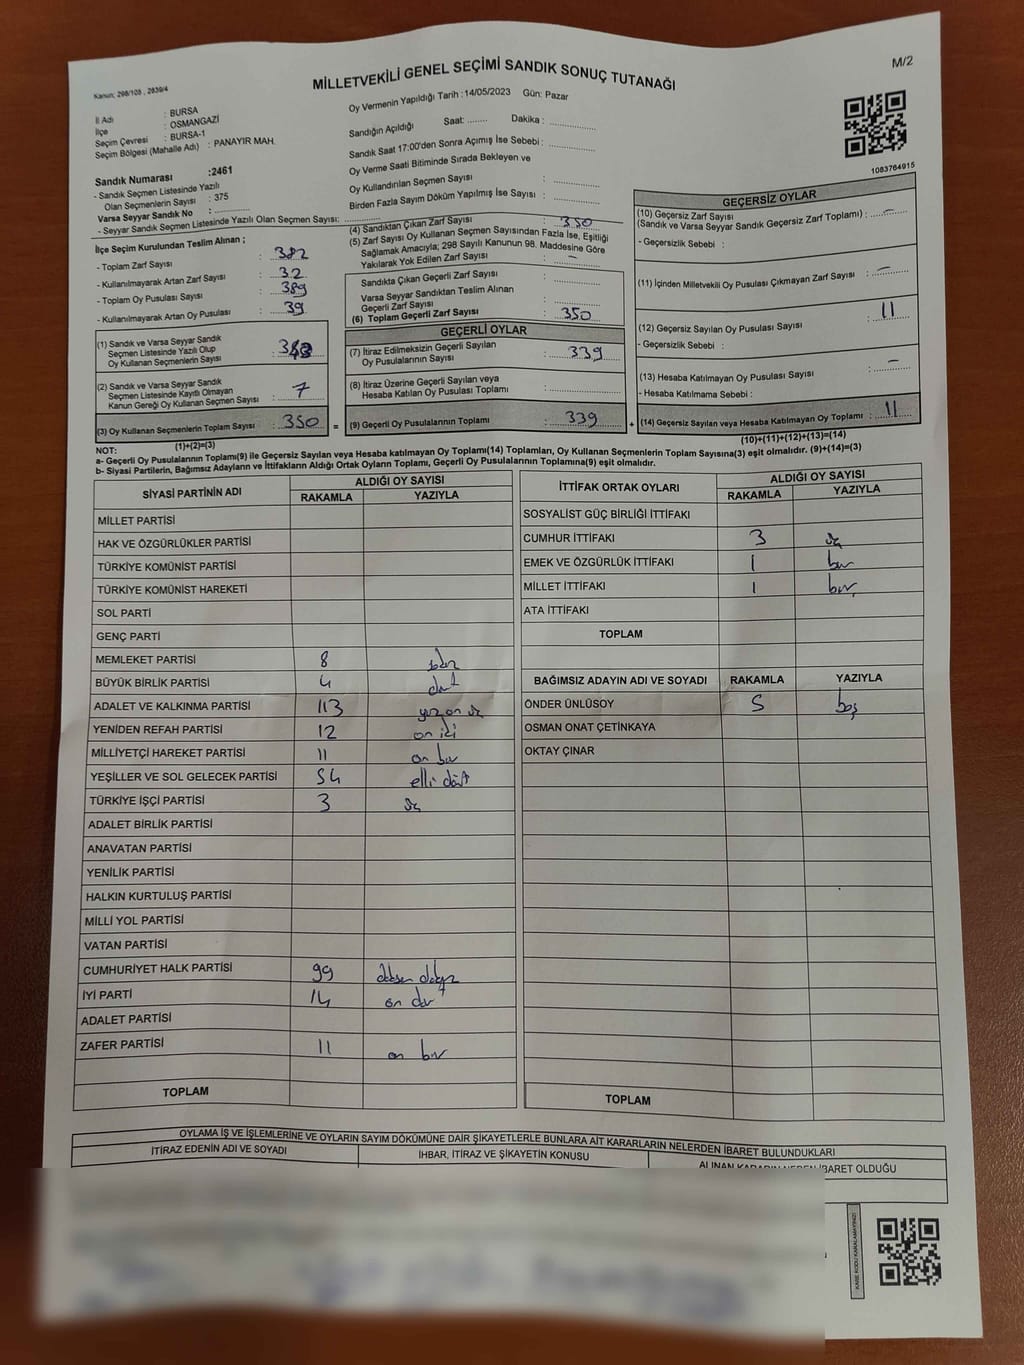 M/2
Kanun; 298/105 , 2839/4
MİLLETVEKİLİ GENEL SEÇİMİ SANDIK SONUÇ TUTANAĞI
İl Adı : BURSA
İlçe : OSMANGAZİ
Seçim Çevresi : BURSA-1
Seçim Bölgesi (Mahalle Adı) : PANAYIR MAH.
Sandık Numarası :2461
- Sandık Seçmen Listesinde Yazılı
Olan Seçmenlerin Sayısı : 375
Varsa Seyyar Sandık No :
- Seyyar Sandık Seçmen Listesinde Yazılı Olan Seçmen Sayısı:
Oy Vermenin Yapıldığı Tarih : 14/05/2023 Gün: Pazar
Sandığın Açıldığı Saat: ........ Dakika : ..............
Sandık Saat 17:00'den Sonra Açımış İse Sebebi :
Oy Verme Saati Bitiminde Sırada Bekleyen ve
Oy Kullandırılan Seçmen Sayısı :
Birden Fazla Sayım Döküm Yapılmış İse Sayısı :
1083764915
İlçe Seçim Kurulundan Teslim Alınan ;
- Toplam Zarf Sayısı : 382
- Kullanılmayarak Artan Zarf Sayısı : 32
- Toplam Oy Pusulası Sayısı : 389
- Kullanılmayarak Artan Oy Pusulası : 39
(1) Sandık ve Varsa Seyyar Sandık
Seçmen Listesinde Yazılı Olup
Oy Kullanan Seçmenlerin Sayısı :
(2) Sandık ve Varsa Seyyar Sandık
Seçmen Listesinde Kayıtlı Olmayan
Kanun Gereği Oy Kullanan Seçmen Sayısı : 7
(3) Oy Kullanan Seçmenlerin Toplam Sayısı : 350 =
(1)+(2)=(3)
(4) Sandıktan Çıkan Zarf Sayısı : 350
(5) Zarf Sayısı Oy Kullanan Seçmen Sayısından Fazla İse, Eşitliği
Sağlamak Amacıyla; 298 Sayılı Kanunun 98. Maddesine Göre
Yakılarak Yok Edilen Zarf Sayısı : –
Sandıkta Çıkan Geçerli Zarf Sayısı :
Varsa Seyyar Sandıktan Teslim Alınan
Geçerli Zarf Sayısı :
(6) Toplam Geçerli Zarf Sayısı : 350
GEÇERLİ OYLAR
(7) İtiraz Edilmeksizin Geçerli Sayılan
Oy Pusulalarının Sayısı : 339
(8) İtiraz Üzerine Geçerli Sayılan veya
Hesaba Katılan Oy Pusulası Toplamı :
(9) Geçerli Oy Pusulalarının Toplamı : 339 +
GEÇERSİZ OYLAR
(10) Geçersiz Zarf Sayısı
(Sandık ve Varsa Seyyar Sandık Geçersiz Zarf Toplamı) : –
- Geçersizlik Sebebi :
(11) İçinden Milletvekili Oy Pusulası Çıkmayan Zarf Sayısı : –
(12) Geçersiz Sayılan Oy Pusulası Sayısı : 11
- Geçersizlik Sebebi :
(13) Hesaba Katılmayan Oy Pusulası Sayısı : –
- Hesaba Katılmama Sebebi :
(14) Geçersiz Sayılan veya Hesaba Katılmayan Oy Toplamı : 11
(10)+(11)+(12)+(13)=(14)
NOT:
a- Geçerli Oy Pusulalarının Toplamı(9) ile Geçersiz Sayılan veya Hesaba katılmayan Oy Toplamı(14) Toplamları, Oy Kullanan Seçmenlerin Toplam Sayısına(3) eşit olmalıdır. (9)+(14)=(3)
b- Siyasi Partilerin, Bağımsız Adayların ve İttifakların Aldığı Ortak Oyların Toplamı, Geçerli Oy Pusulalarının Toplamına(9) eşit olmalıdır.
SİYASİ PARTİNİN ADI ALDIĞI OY SAYISI
RAKAMLA YAZIYLA
MİLLET PARTİSİ
HAK VE ÖZGÜRLÜKLER PARTİSİ
TÜRKİYE KOMÜNİST PARTİSİ
TÜRKİYE KOMÜNİST HAREKETİ
SOL PARTİ
GENÇ PARTİ
MEMLEKET PARTİSİ 8 sekiz
BÜYÜK BİRLİK PARTİSİ 4 dört
ADALET VE KALKINMA PARTİSİ 113 yüz on üç
YENİDEN REFAH PARTİSİ 12 on iki
MİLLİYETÇİ HAREKET PARTİSİ 11 on bir
YEŞİLLER VE SOL GELECEK PARTİSİ 54 elli dört
TÜRKİYE İŞÇİ PARTİSİ 3 üç
ADALET BİRLİK PARTİSİ
ANAVATAN PARTİSİ
YENİLİK PARTİSİ
HALKIN KURTULUŞ PARTİSİ
MİLLİ YOL PARTİSİ
VATAN PARTİSİ
CUMHURİYET HALK PARTİSİ 99 doksan dokuz
İYİ PARTİ 14 on dört
ADALET PARTİSİ
ZAFER PARTİSİ 11 on bir
TOPLAM
İTTİFAK ORTAK OYLARI ALDIĞI OY SAYISI
RAKAMLA YAZIYLA
SOSYALİST GÜÇ BİRLİĞİ İTTİFAKI
CUMHUR İTTİFAKI 3 üç
EMEK VE ÖZGÜRLÜK İTTİFAKI 1 bir
MİLLET İTTİFAKI 1 bir
ATA İTTİFAKI
TOPLAM
BAĞIMSIZ ADAYIN ADI VE SOYADI RAKAMLA YAZIYLA
ÖNDER ÜNLÜSOY 5 beş
OSMAN ONAT ÇETİNKAYA
OKTAY ÇINAR
TOPLAM
OYLAMA İŞ VE İŞLEMLERİNE VE OYLARIN SAYIM DÖKÜMÜNE DAİR ŞİKAYETLERLE BUNLARA AİT KARARLARIN NELERDEN İBARET BULUNDUKLARI
İTİRAZ EDENİN ADI VE SOYADI İHBAR, İTİRAZ VE ŞİKAYETİN KONUSU ALINAN KARARIN NEDEN İBARET OLDUĞU
KARE KODU KARALAMAYINIZ!